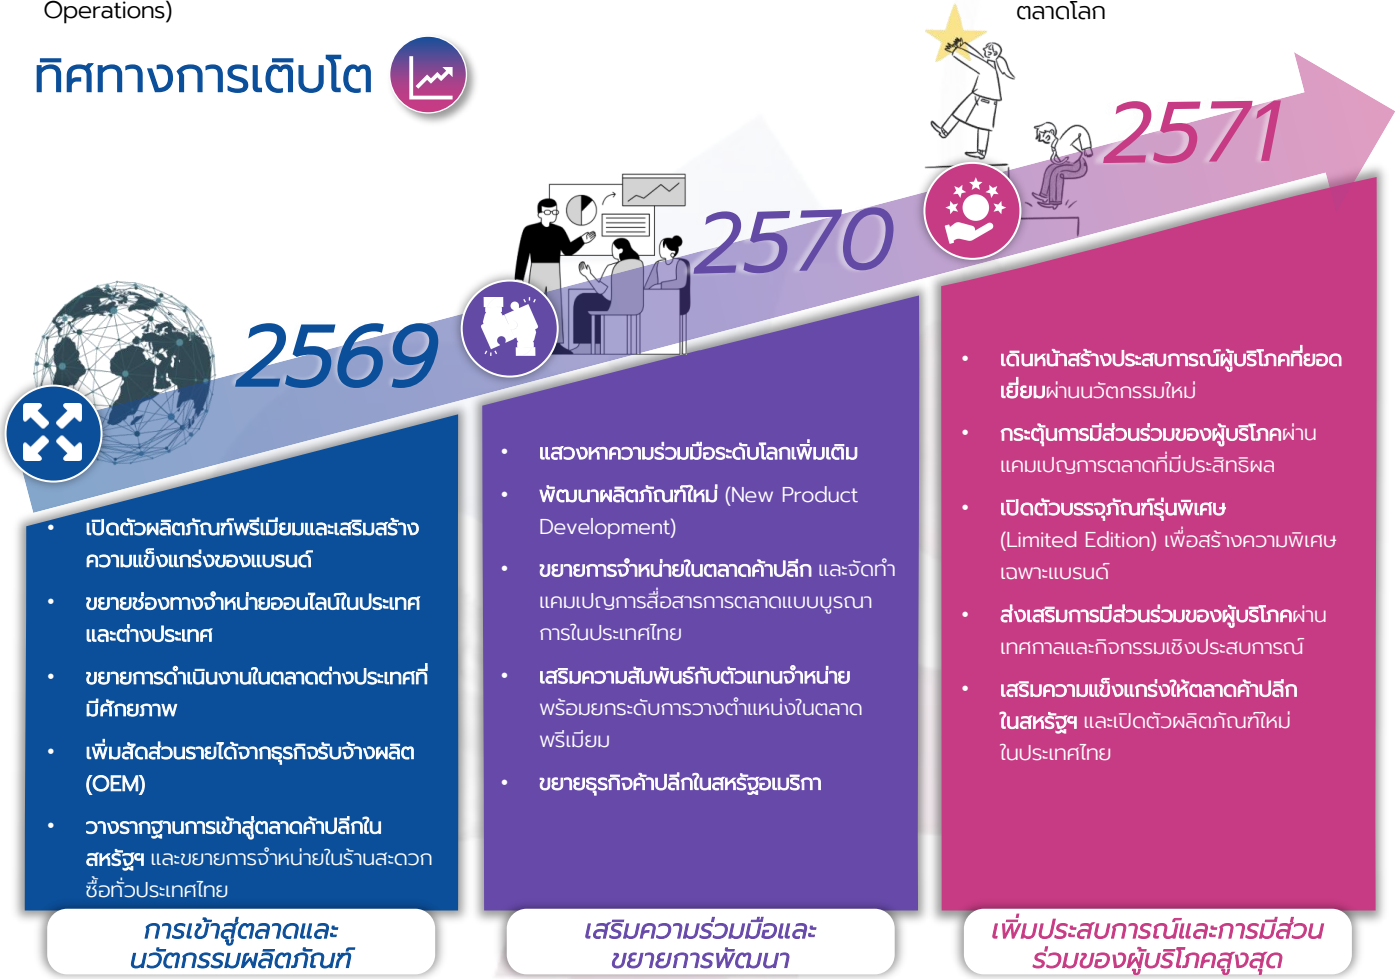 Operations)
ตลาดโลก
ทิศทางการเติบโต
2569
2570
2571
เปิดตัวผลิตภัณฑ์พรีเมียมและเสริมสร้าง
ความแข็งแกร่งของแบรนด์
ขยายช่องทางจำหน่ายออนไลน์ในประเทศ
และต่างประเทศ
ขยายการดำเนินงานในตลาดต่างประเทศที่
มีศักยภาพ
เพิ่มสัดส่วนรายได้จากธุรกิจรับจ้างผลิต
(OEM)
วางรากฐานการเข้าสู่ตลาดค้าปลีกใน
สหรัฐฯ และขยายการจำหน่ายในร้านสะดวก
ซื้อทั่วประเทศไทย
การเข้าสู่ตลาดและ
นวัตกรรมผลิตภัณฑ์
แสวงหาความร่วมมือระดับโลกเพิ่มเติม
พัฒนาผลิตภัณฑ์ใหม่ (New Product
Development)
ขยายการจำหน่ายในตลาดค้าปลีก และจัดทำ
แคมเปญการสื่อสารการตลาดแบบบูรณา
การในประเทศไทย
เสริมความสัมพันธ์กับตัวแทนจำหน่าย
พร้อมยกระดับการวางตำแหน่งในตลาด
พรีเมียม
ขยายธุรกิจค้าปลีกในสหรัฐอเมริกา
เสริมความร่วมมือและ
ขยายการพัฒนา
เดินหน้าสร้างประสบการณ์ผู้บริโภคที่ยอด
เยี่ยมผ่านนวัตกรรมใหม่
กระตุ้นการมีส่วนร่วมของผู้บริโภคผ่าน
แคมเปญการตลาดที่มีประสิทธิผล
เปิดตัวบรรจุภัณฑ์รุ่นพิเศษ
(Limited Edition) เพื่อสร้างความพิเศษ
เฉพาะแบรนด์
ส่งเสริมการมีส่วนร่วมของผู้บริโภคผ่าน
เทศกาลและกิจกรรมเชิงประสบการณ์
เสริมความแข็งแกร่งให้ตลาดค้าปลีก
ในสหรัฐฯ และเปิดตัวผลิตภัณฑ์ใหม่
ในประเทศไทย
เพิ่มประสบการณ์และการมีส่วน
ร่วมของผู้บริโภคสูงสุด